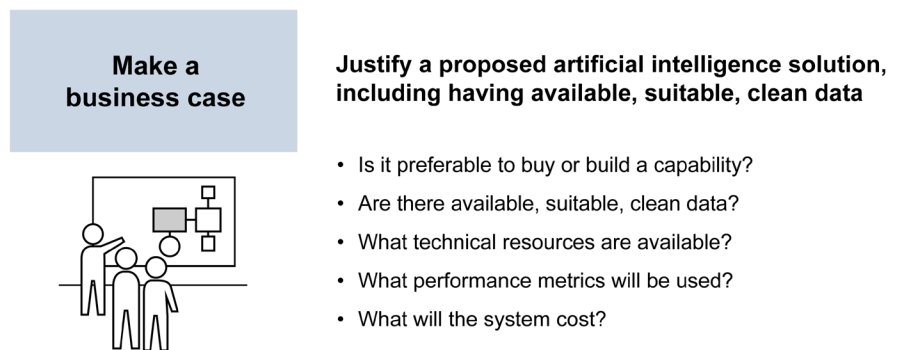 Make a
business case
Justify a proposed artificial intelligence solution,
including having available, suitable, clean data
• Is it preferable to buy or build a capability?
• Are there available, suitable, clean data?
• What technical resources are available?
• What performance metrics will be used?
• What will the system cost?